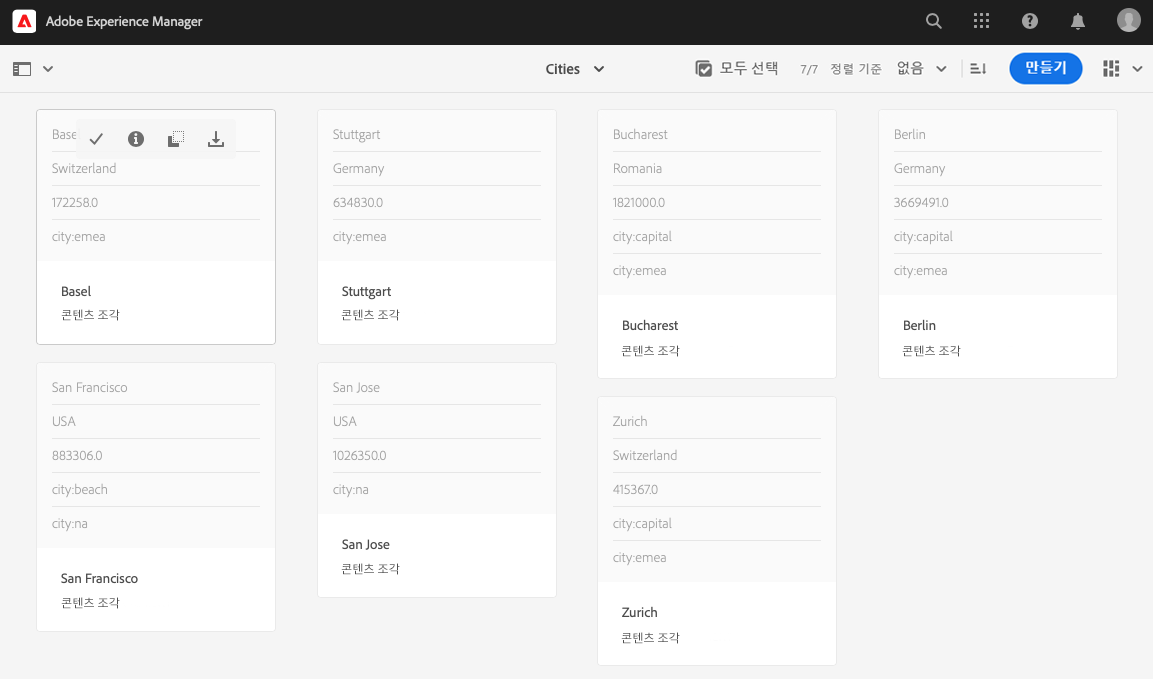 Adobe Experience Manager
Cities
모두 선택 7/7 정렬 기준 없음
만들기
Basel
Switzerland
172258.0
city:emea
Basel
콘텐츠 조각
Stuttgart
Germany
634830.0
city:emea
Stuttgart
콘텐츠 조각
Bucharest
Romania
1821000.0
city:capital
city:emea
Bucharest
콘텐츠 조각
Berlin
Germany
3669491.0
city:capital
city:emea
Berlin
콘텐츠 조각
San Francisco
USA
883306.0
city:beach
city:na
San Francisco
콘텐츠 조각
San Jose
USA
1026350.0
city:na
San Jose
콘텐츠 조각
Zurich
Switzerland
415367.0
city:capital
city:emea
Zurich
콘텐츠 조각